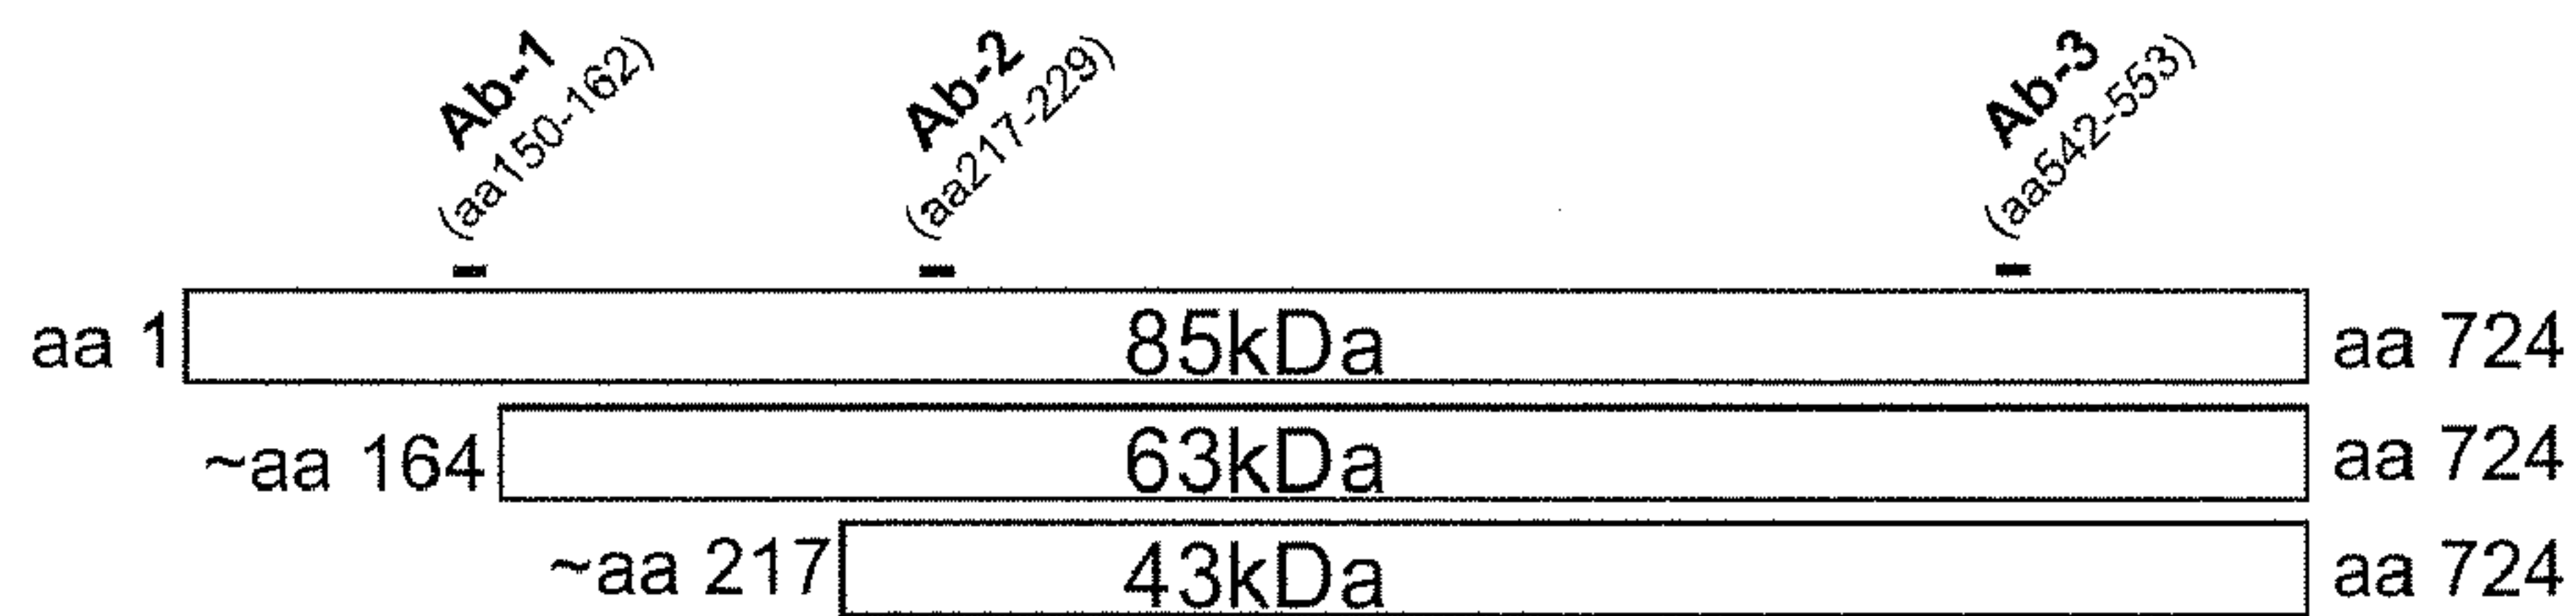 Ab-1
(aa150-162)
Ab-2
(aa217-229)
Ab-3
(aa542-553)
aa 1 85kDa aa 724
~aa 164 63kDa aa 724
~aa 217 43kDa aa 724